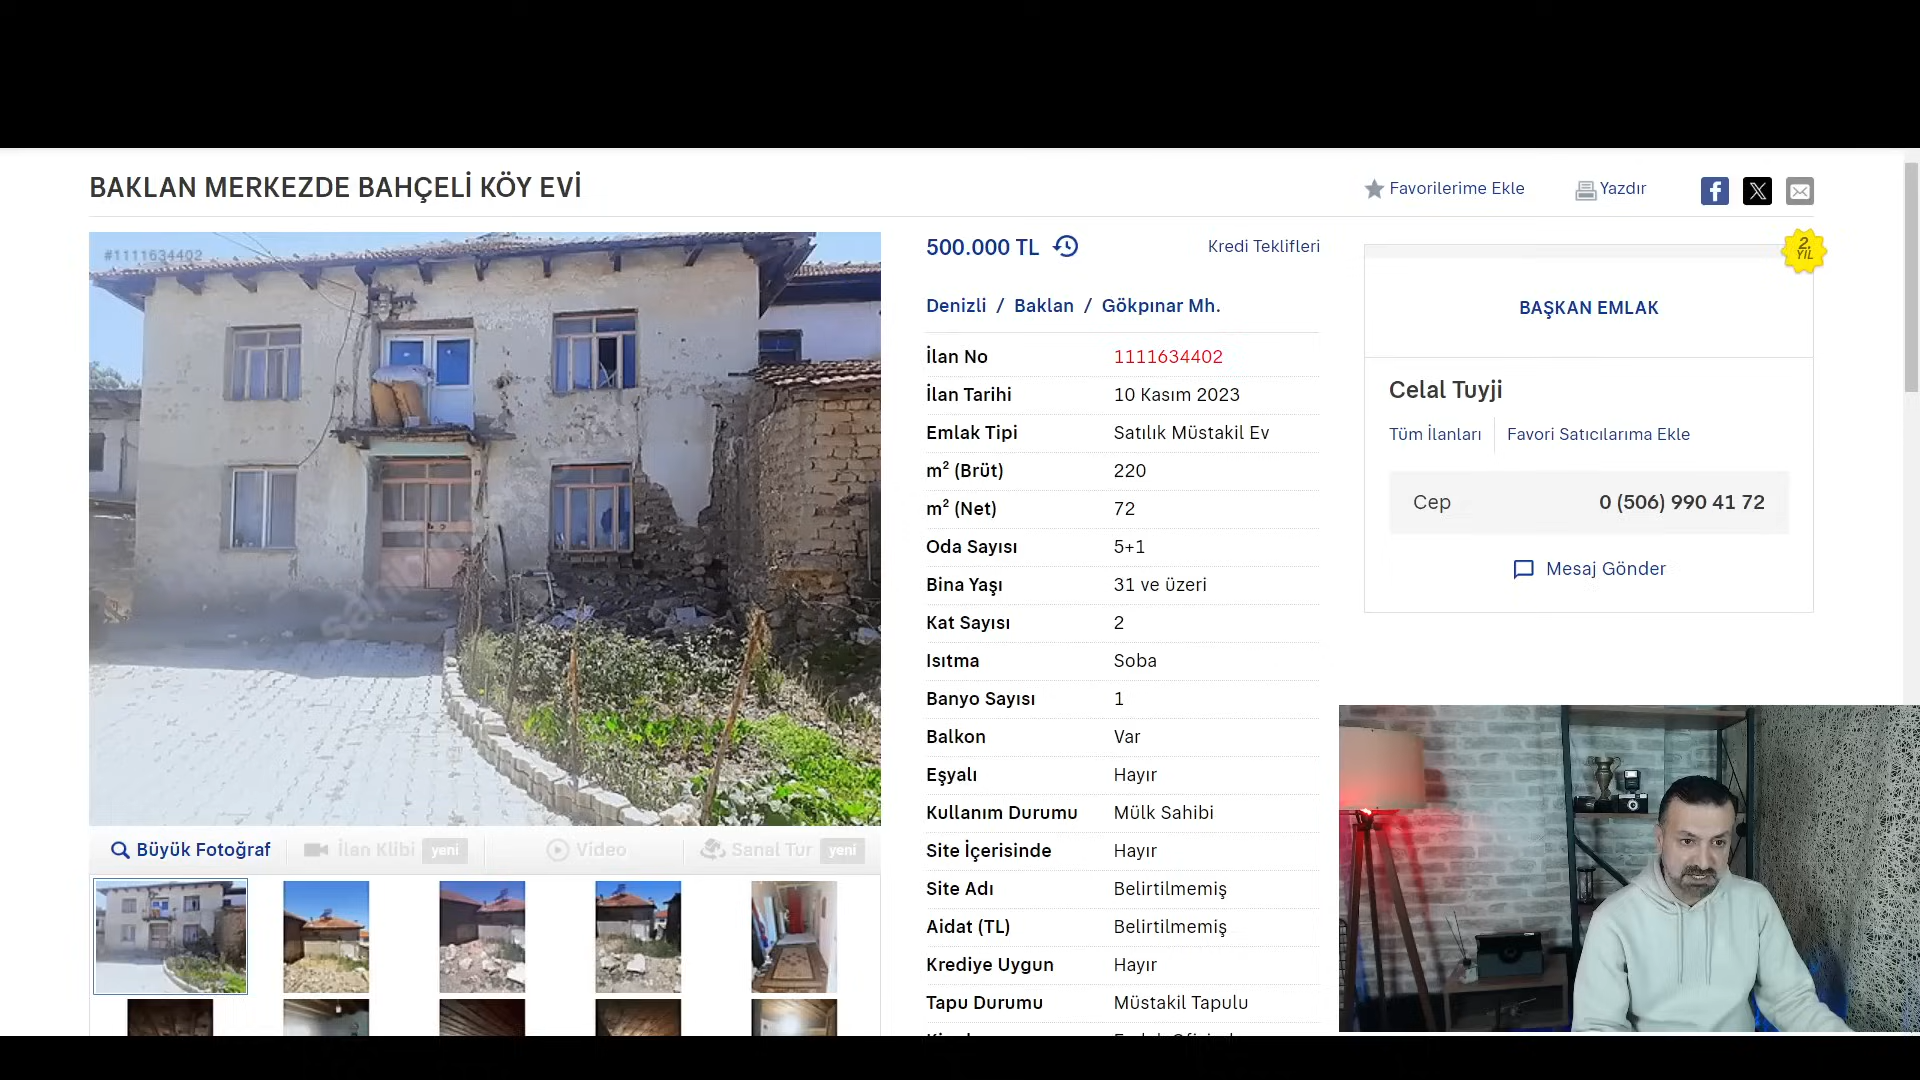 BAKLAN MERKEZDE BAHÇELİ KÖY EVİ
Favorilerime Ekle
Yazdır
#1111634402
500.000 TL
Kredi Teklifleri
Denizli / Baklan / Gökpınar Mh.
İlan No 1111634402
İlan Tarihi 10 Kasım 2023
Emlak Tipi Satılık Müstakil Ev
m² (Brüt) 220
m² (Net) 72
Oda Sayısı 5+1
Bina Yaşı 31 ve üzeri
Kat Sayısı 2
Isıtma Soba
Banyo Sayısı 1
Balkon Var
Eşyalı Hayır
Kullanım Durumu Mülk Sahibi
Site İçerisinde Hayır
Site Adı Belirtilmemiş
Aidat (TL) Belirtilmemiş
Krediye Uygun Hayır
Tapu Durumu Müstakil Tapulu
2.
YIL
BAŞKAN EMLAK
Celal Tuyji
Tüm İlanları
Favori Satıcılarıma Ekle
Cep 0 (506) 990 41 72
Mesaj Gönder
Büyük Fotoğraf
İlan Klibi yeni
Video
Sanal Tur yeni